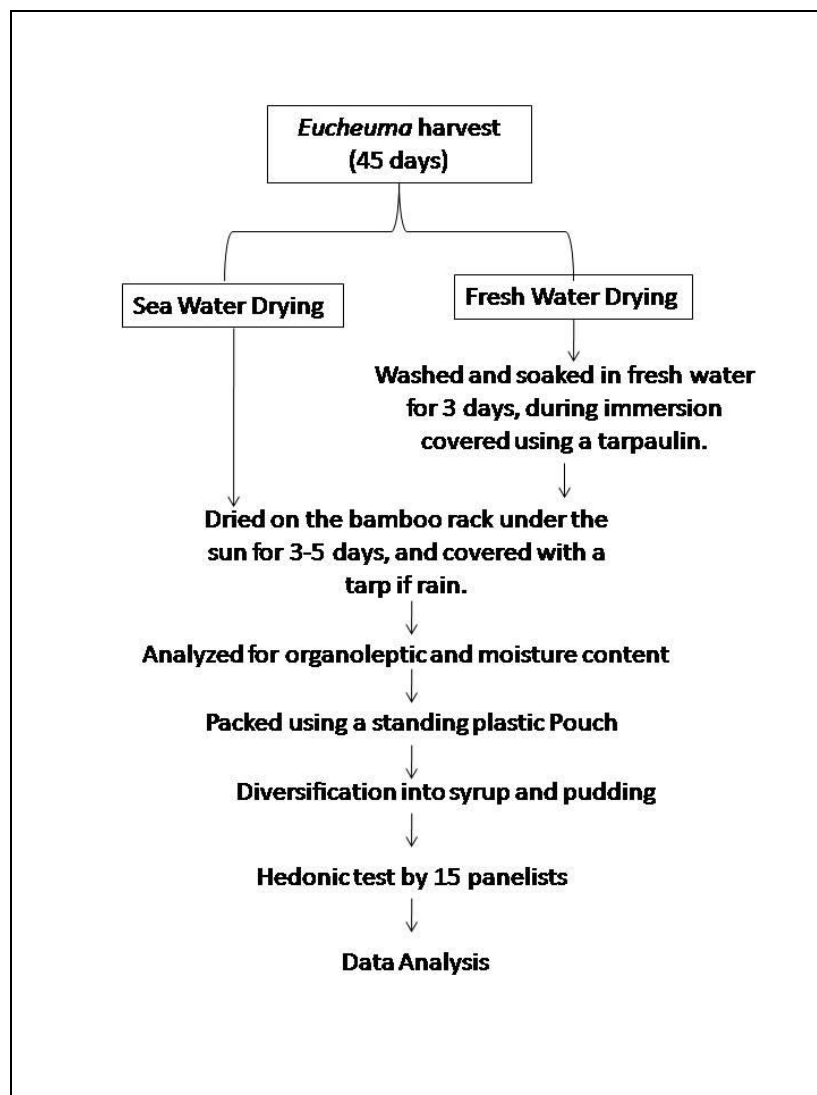 Eucheuma harvest
(45 days)
Sea Water Drying
Fresh Water Drying
Washed and soaked in fresh water
for 3 days, during immersion
covered using a tarpaulin.
Dried on the bamboo rack under the
sun for 3-5 days, and covered with a
tarp if rain.
Analyzed for organoleptic and moisture content
Packed using a standing plastic Pouch
Diversification into syrup and pudding
Hedonic test by 15 panelists
Data Analysis